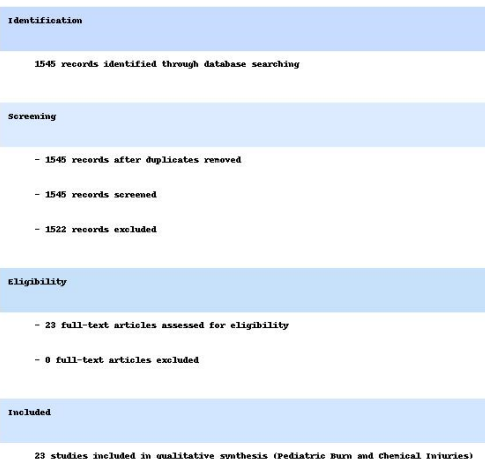 Identification
1545 records identified through database searching
Screening
- 1545 records after duplicates removed
- 1545 records screened
- 1522 records excluded
Eligibility
- 23 full-text articles assessed for eligibility
- 0 full-text articles excluded
Included
23 studies included in qualitative synthesis (Pediatric Burn and Chemical Injuries)